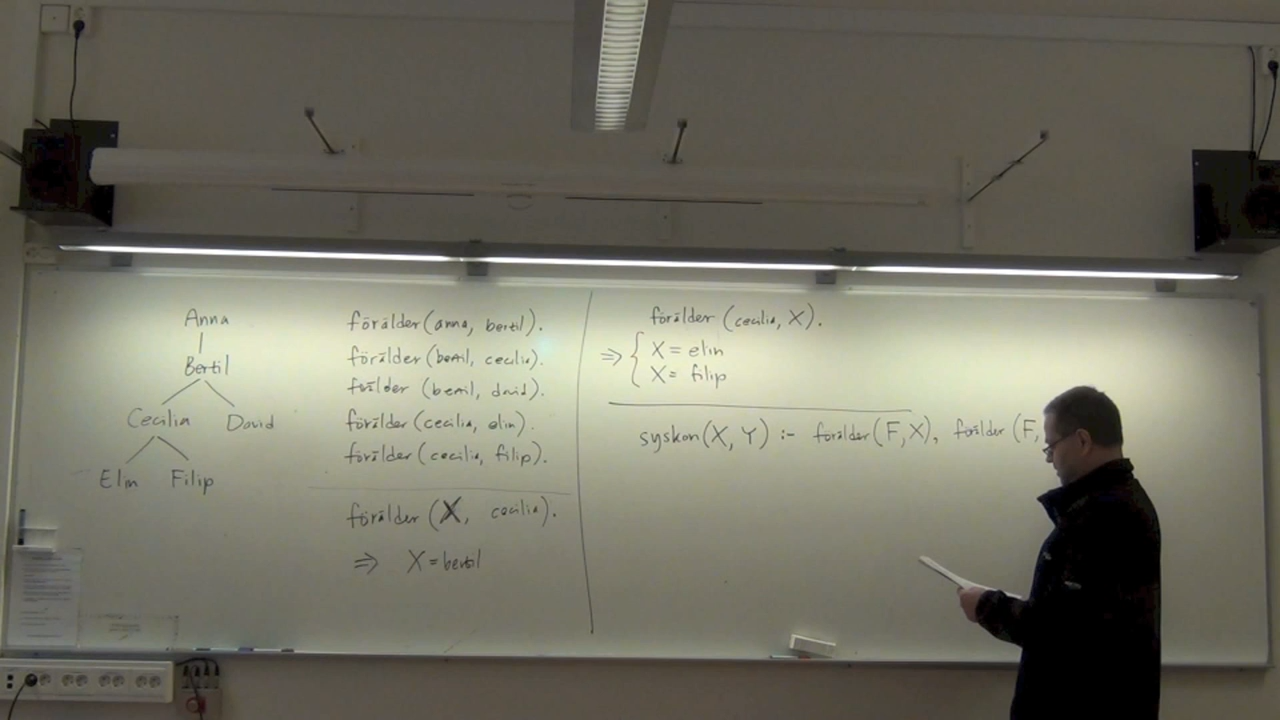 Anna
Bertil
Cecilia David
Elin Filip
förälder(anna, bertil).
förälder(bertil, cecilia).
förälder (bertil, david).
förälder(cecilia, elin).
förälder(cecilia, filip).
förälder (X, cecilia).
⇒ X = bertil
förälder (cecilia, X).
⇒ { X = elin
X = filip
syskon(X, Y) :- förälder(F,X), förälder(F,